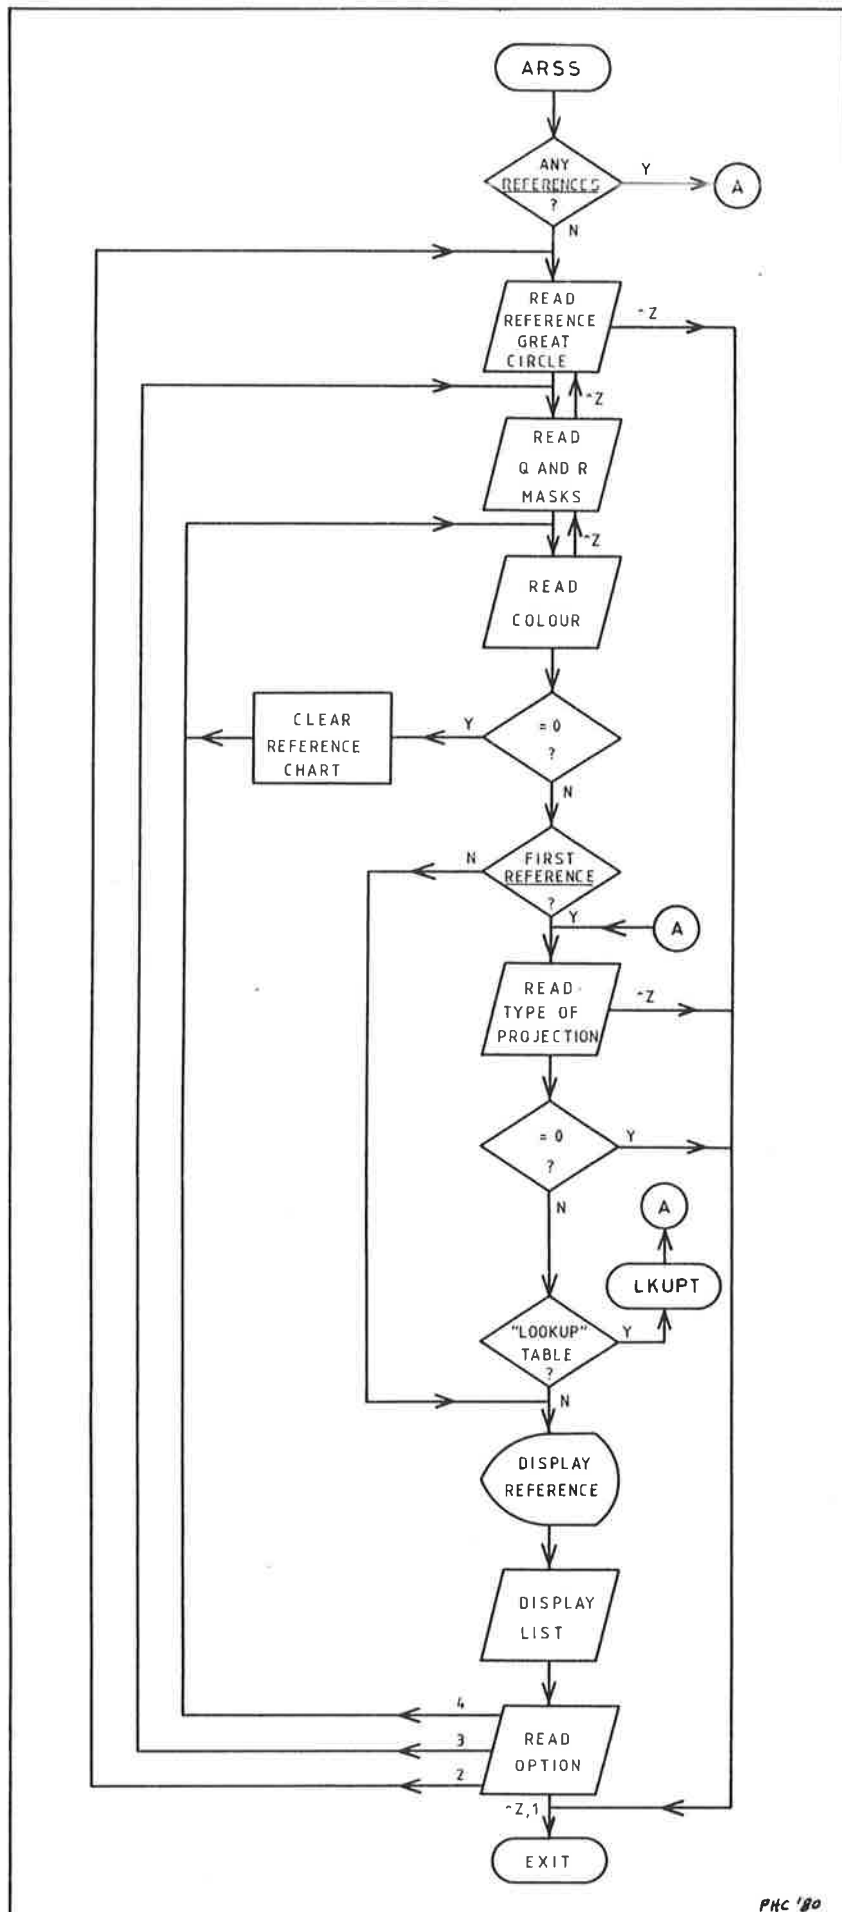 ARSS
ANY
REFERENCES
?
Y
A
N
READ
REFERENCE
GREAT
CIRCLE
^Z
^Z
READ
Q AND R
MASKS
^Z
READ
COLOUR
CLEAR
REFERENCE
CHART
Y
= 0
?
N
N
FIRST
REFERENCE
?
Y
A
READ
TYPE OF
PROJECTION
^Z
= 0
?
Y
N
A
LKUPT
"LOOKUP"
TABLE
?
Y
N
DISPLAY
REFERENCE
DISPLAY
LIST
4
3
2
READ
OPTION
^Z,1
EXIT
PHC '80